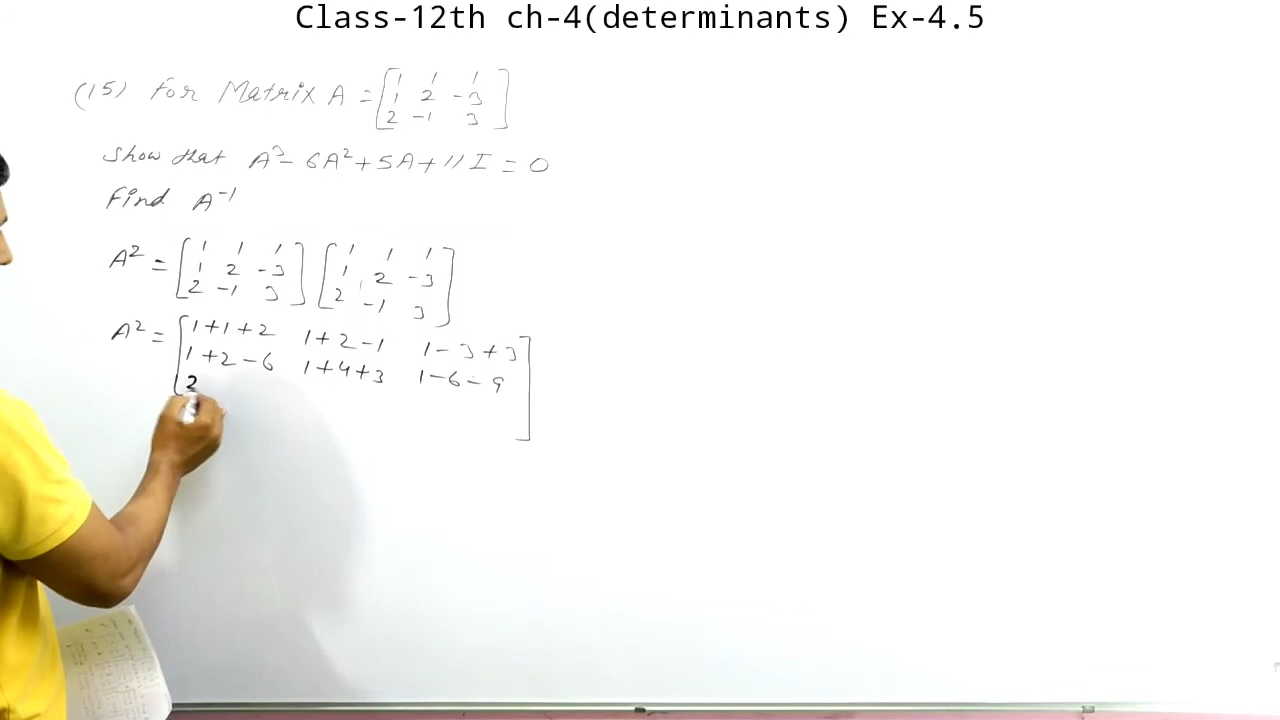 Class-12th ch-4(determinants) Ex-4.5
(15) For Matrix A = [1 1 1
1 2 -3
2 -1 3]
Show that A³- 6A²+5A+11I = 0
Find A⁻¹
A² = [1 1 1
1 2 -3
2 -1 3] [1 1 1
1 2 -3
2 -1 3]
A² = [1+1+2 1+2-1 1-3+3
1+2-6 1+4+3 1-6-9
2 ]